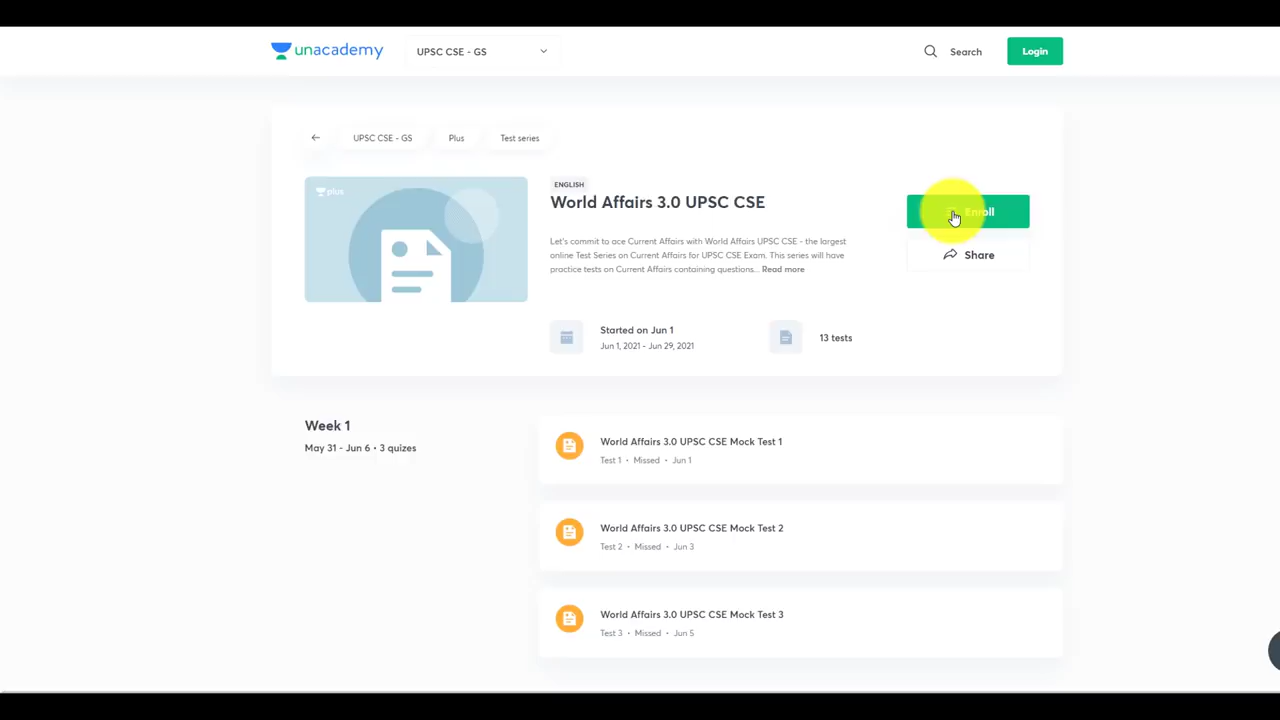 unacademy
UPSC CSE - GS
Search
Login
UPSC CSE - GS
Plus
Test series
plus
ENGLISH
World Affairs 3.0 UPSC CSE
Let's commit to ace Current Affairs with World Affairs UPSC CSE - the largest
online Test Series on Current Affairs for UPSC CSE Exam. This series will have
practice tests on Current Affairs containing questions... Read more
Enroll
Share
Started on Jun 1
Jun 1, 2021 - Jun 29, 2021
13 tests
Week 1
May 31 - Jun 6 • 3 quizes
World Affairs 3.0 UPSC CSE Mock Test 1
Test 1 • Missed • Jun 1
World Affairs 3.0 UPSC CSE Mock Test 2
Test 2 • Missed • Jun 3
World Affairs 3.0 UPSC CSE Mock Test 3
Test 3 • Missed • Jun 5